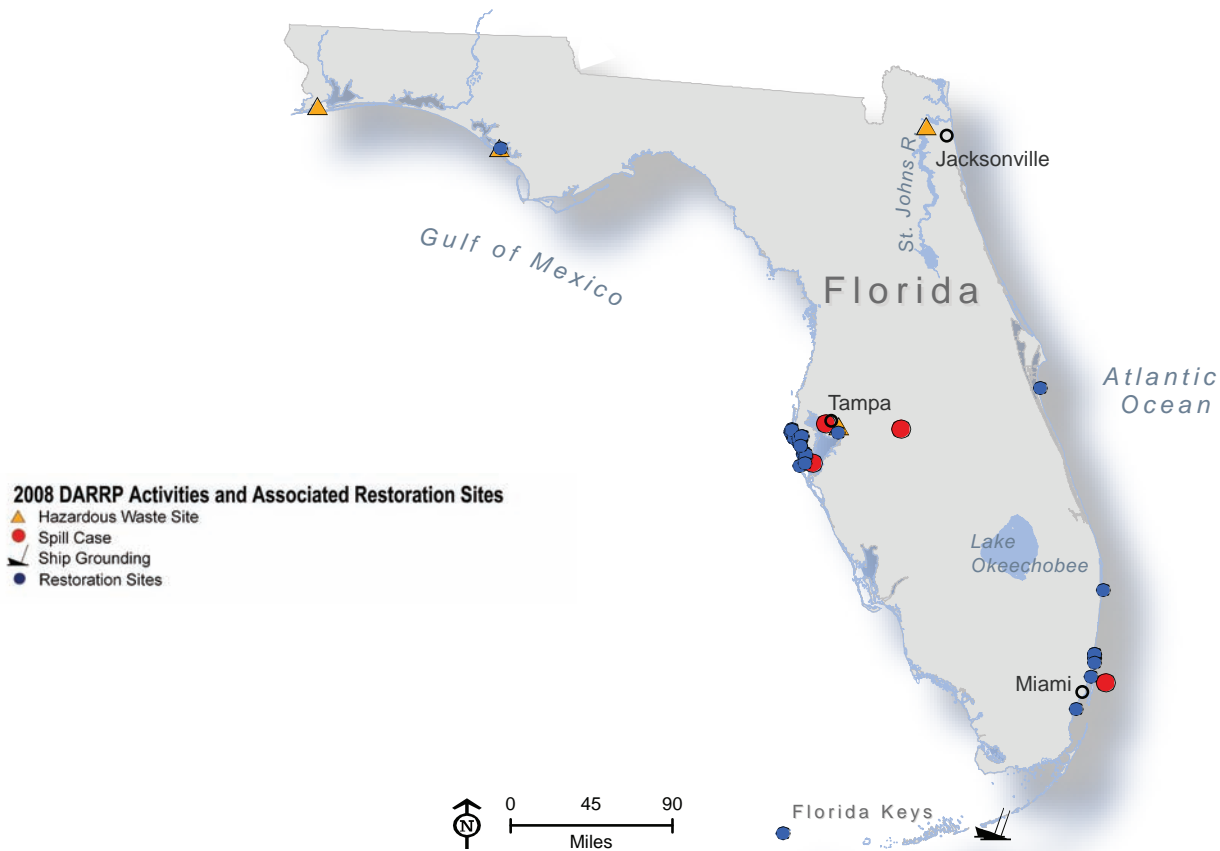 Jacksonville
St. Johns R
Gulf of Mexico
Florida
Atlantic
Ocean
Tampa
2008 DARRP Activities and Associated Restoration Sites
Hazardous Waste Site
Spill Case
Ship Grounding
Restoration Sites
Lake
Okeechobee
Miami
0 45 90
Miles
N
Florida Keys